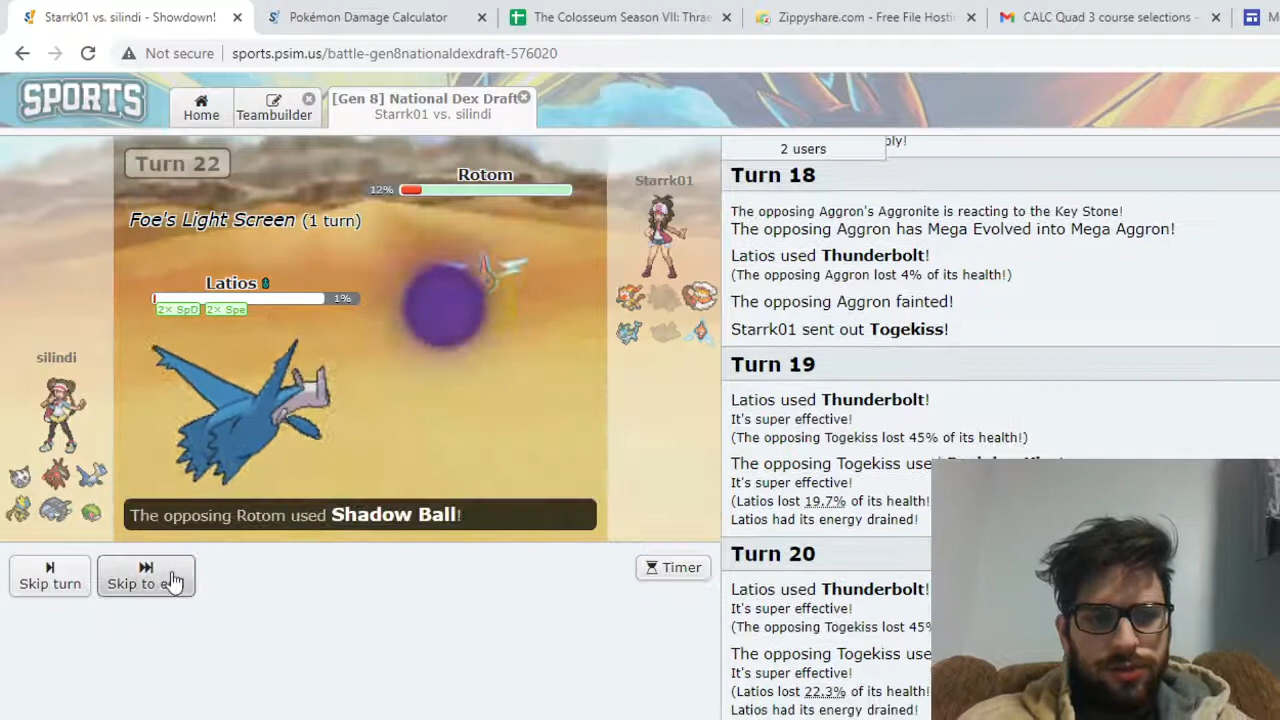 Starrk01 vs. silindi - Showdown!
Pokémon Damage Calculator
The Colosseum Season VII: Thrae
Zippyshare.com - Free File Hosti
CALC Quad 3 course selections -
Not secure
sports.psim.us/battle-gen8nationaldexdraft-576020
SPORTS
Home
Teambuilder
[Gen 8] National Dex Draft
Starrk01 vs. silindi
2 users
ply!
Turn 22
Rotom
12%
Foe's Light Screen (1 turn)
Latios
1%
2× SpD
2× Spe
Starrk01
silindi
The opposing Rotom used Shadow Ball!
Skip turn
Skip to e
Timer
Turn 18
The opposing Aggron's Aggronite is reacting to the Key Stone!
The opposing Aggron has Mega Evolved into Mega Aggron!
Latios used Thunderbolt!
(The opposing Aggron lost 4% of its health!)
The opposing Aggron fainted!
Starrk01 sent out Togekiss!
Turn 19
Latios used Thunderbolt!
It's super effective!
(The opposing Togekiss lost 45% of its health!)
The opposing Togekiss use
It's super effective!
(Latios lost 19.7% of its health!)
Latios had its energy drained!
Turn 20
Latios used Thunderbolt!
It's super effective!
(The opposing Togekiss lost 45%
The opposing Togekiss use
It's super effective!
(Latios lost 22.3% of its health!
Latios had its energy drained!